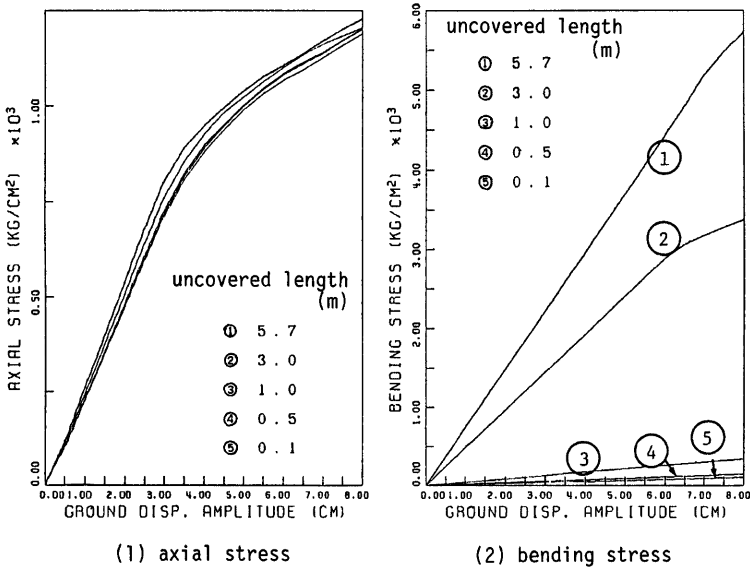 AXIAL STRESS (KG/CM²) ×10³
1.00
0.50
0.00
uncovered length
(m)
① 5.7
② 3.0
③ 1.0
④ 0.5
⑤ 0.1
0.00 1.00 2.00 3.00 4.00 5.00 6.00 7.00 8.00
GROUND DISP. AMPLITUDE (CM)
(1) axial stress
BENDING STRESS (KG/CM²) ×10³
6.00
5.00
4.00
3.00
2.00
1.00
0.00
uncovered length
(m)
① 5.7
② 3.0
③ 1.0
④ 0.5
⑤ 0.1
①
②
③
④
⑤
0.00 1.00 2.00 3.00 4.00 5.00 6.00 7.00 8.00
GROUND DISP. AMPLITUDE (CM)
(2) bending stress